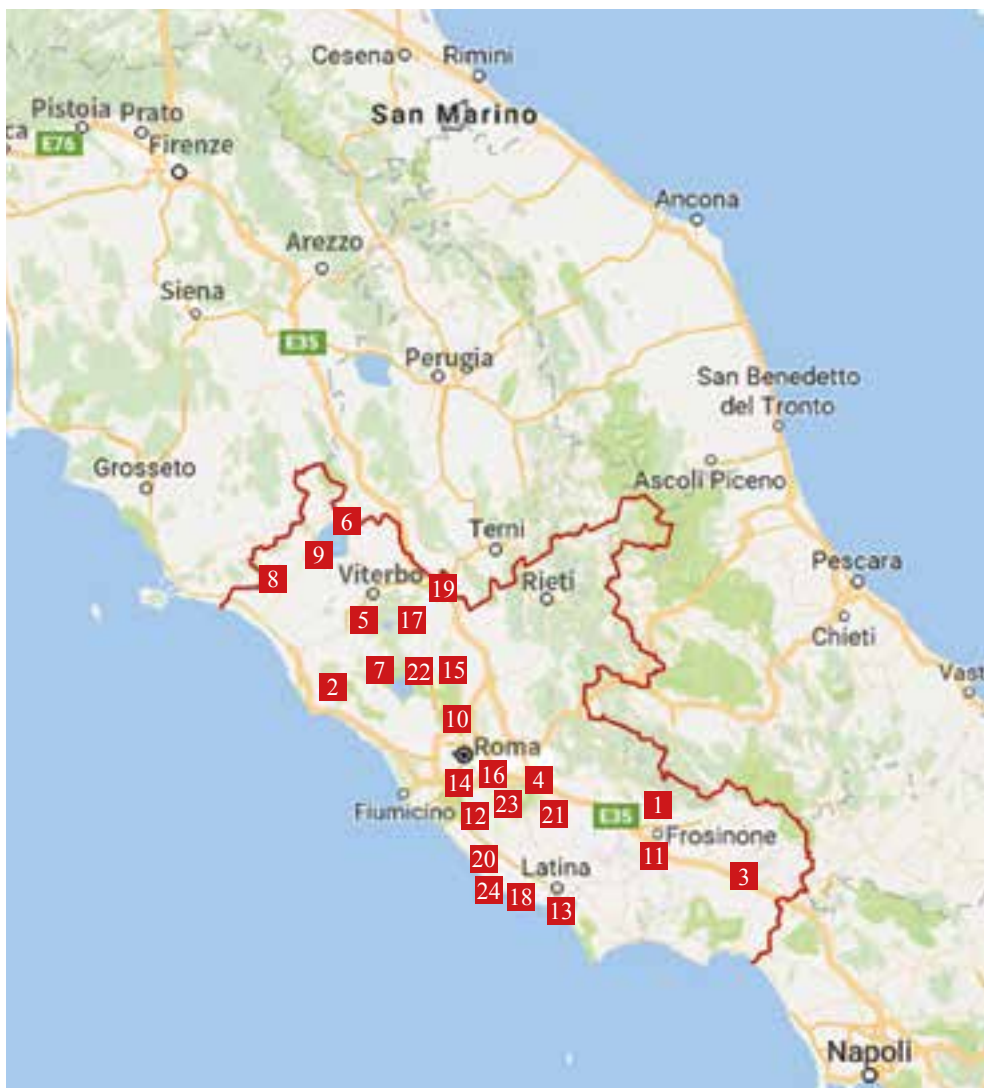 Cesena
Rimini
San Marino
Pistoia
Prato
ca
E76
Firenze
Ancona
Arezzo
Siena
E35
Perugia
San Benedetto
del Tronto
Grosseto
Ascoli Piceno
6
Terni
9
8
Viterbo
19
Rieti
Pescara
5
17
Chieti
7
22
15
2
Vast
10
Roma
14
16
4
Fiumicino
12
23
21
E35
1
Frosinone
11
20
Latina
3
24
18
13
Napoli